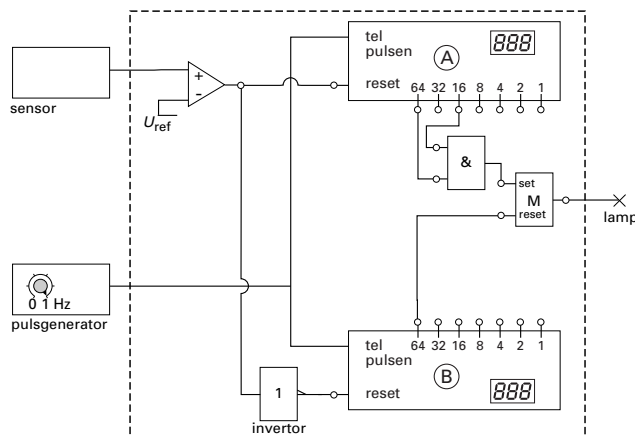 tel
pulsen
A
888
reset
64 32 16 8 4 2 1
sensor
+
-
Uref
&
set
M
reset
lamp
0 1 Hz
pulsgenerator
64 32 16 8 4 2 1
tel
pulsen
B
reset
888
1
invertor